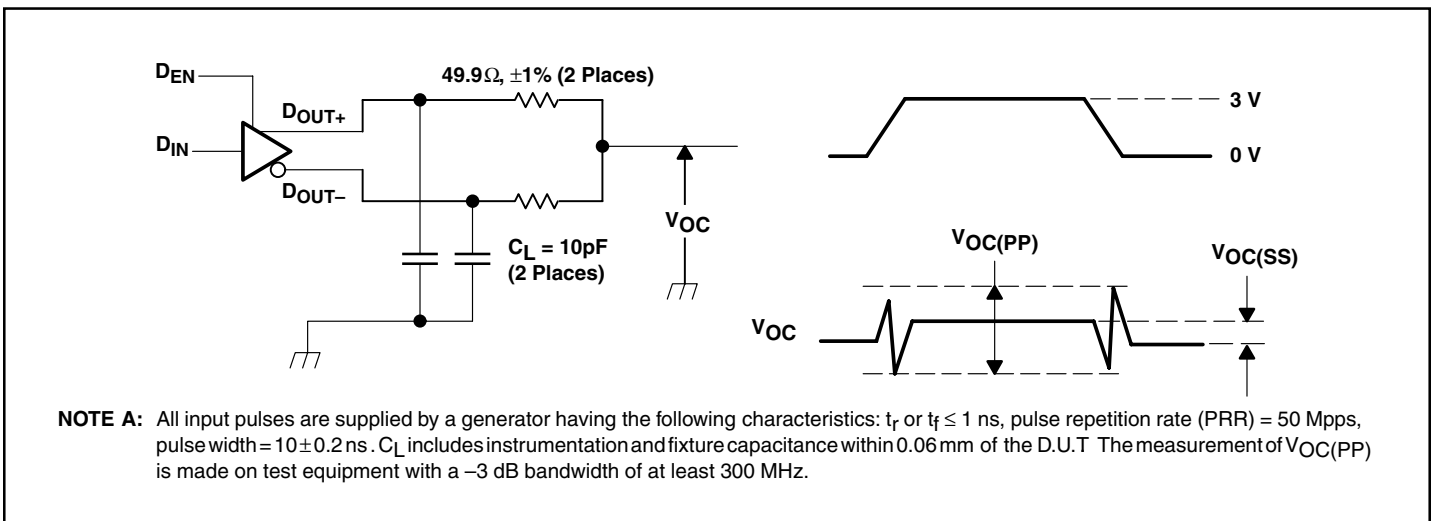 DEN
49.9Ω, ±1% (2 Places)
DOUT+
DIN
DOUT–
VOC
CL = 10pF
(2 Places)
3 V
0 V
VOC(PP)
VOC(SS)
VOC
NOTE A: All input pulses are supplied by a generator having the following characteristics: tr or tf ≤ 1 ns, pulse repetition rate (PRR) = 50 Mpps,
pulse width = 10 ± 0.2 ns . CL includes instrumentation and fixture capacitance within 0.06 mm of the D.U.T The measurement of VOC(PP)
is made on test equipment with a –3 dB bandwidth of at least 300 MHz.